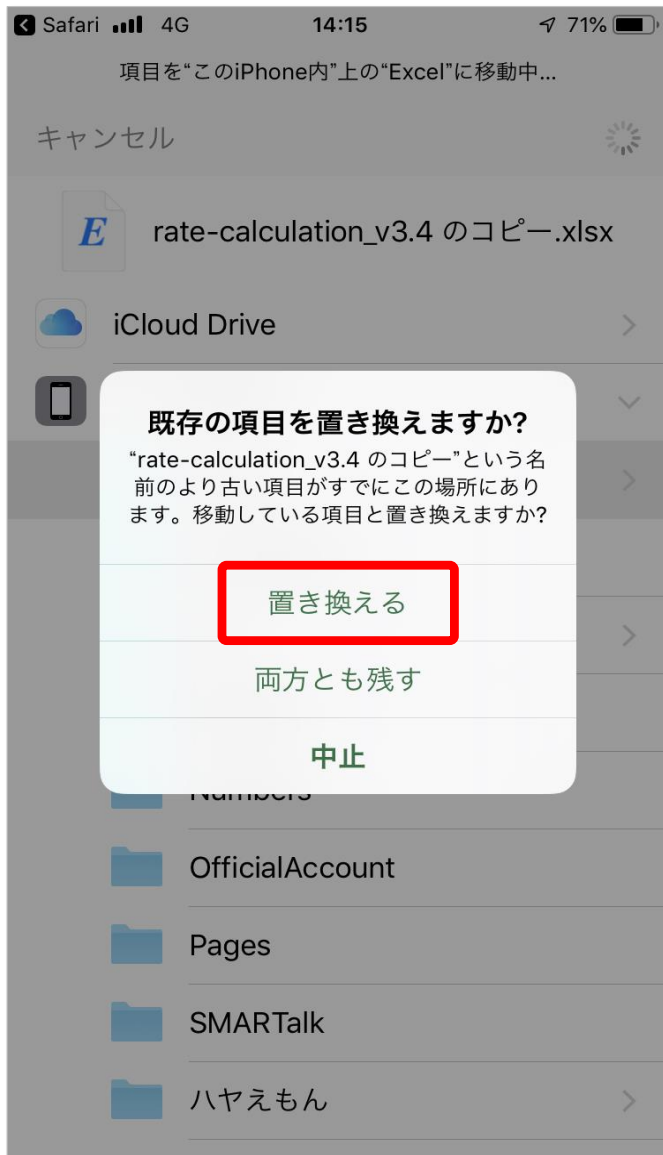 Safari 4G 14:15 71%
項目を“このiPhone内”上の“Excel”に移動中...
キャンセル
E rate-calculation_v3.4 のコピー.xlsx
iCloud Drive
既存の項目を置き換えますか?
“rate-calculation_v3.4 のコピー”という名
前のより古い項目がすでにこの場所にあり
ます。移動している項目と置き換えますか?
置き換える
両方とも残す
中止
Numbers
OfficialAccount
Pages
SMARTalk
ハヤえもん